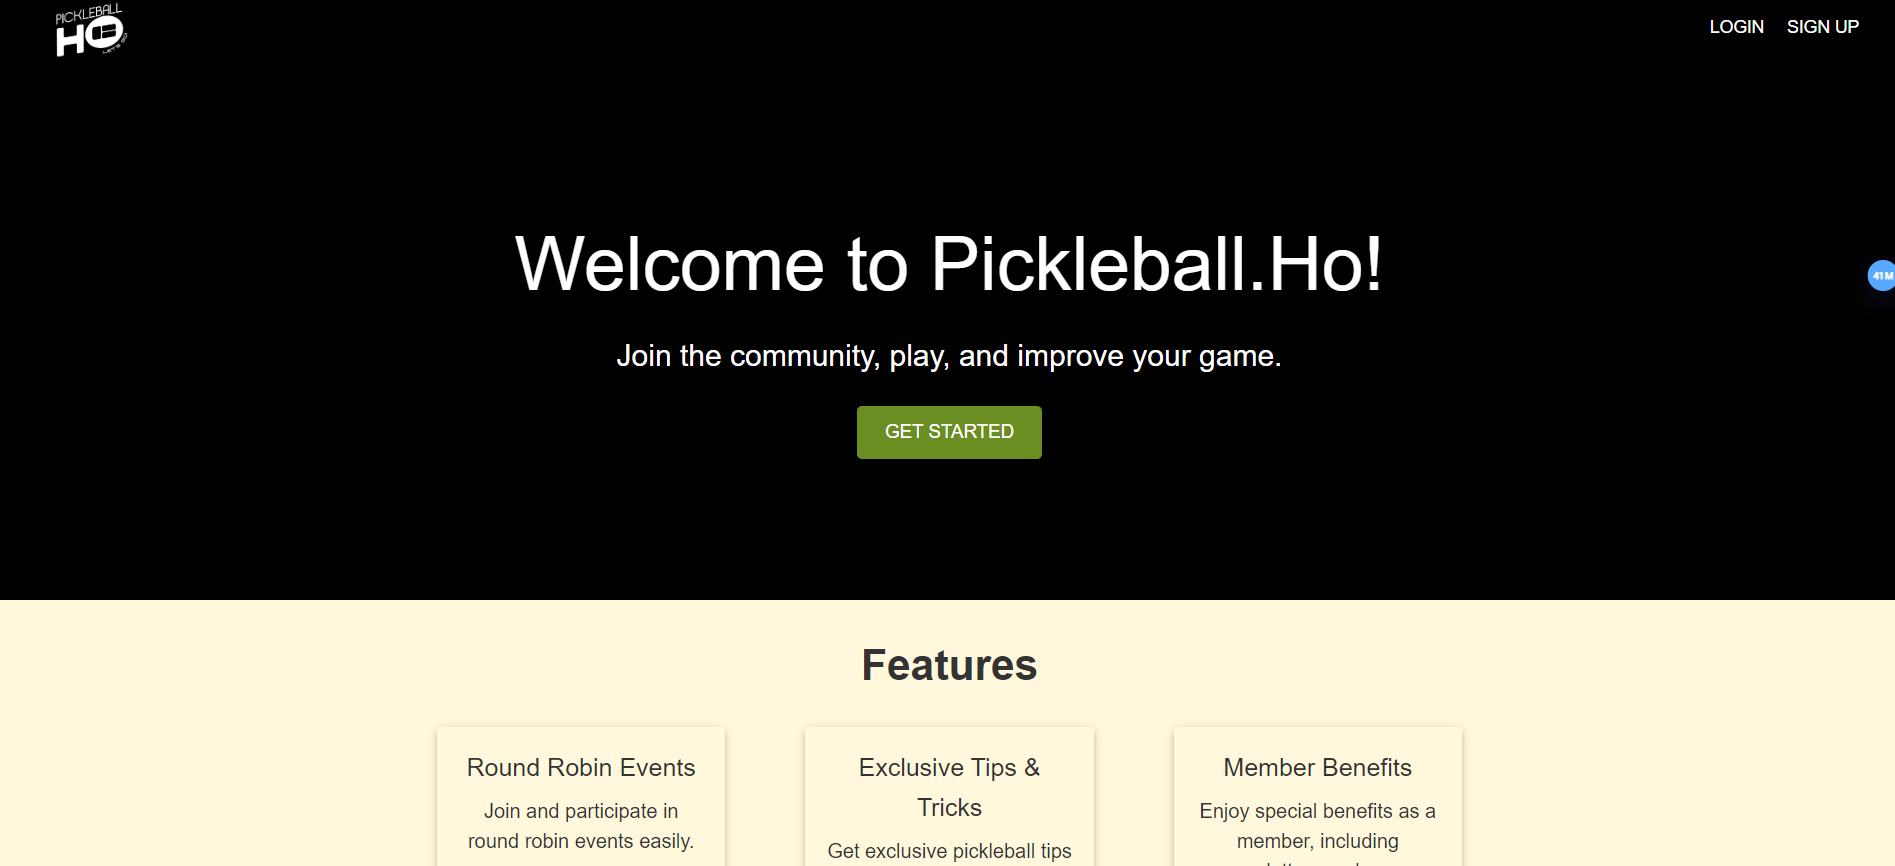 PICKLEBALL
HO
LET'S GO!
LOGIN SIGN UP
Welcome to Pickleball.Ho!
41M
Join the community, play, and improve your game.
GET STARTED
Features
Round Robin Events
Join and participate in
round robin events easily.
Exclusive Tips &
Tricks
Get exclusive pickleball tips
Member Benefits
Enjoy special benefits as a
member, including